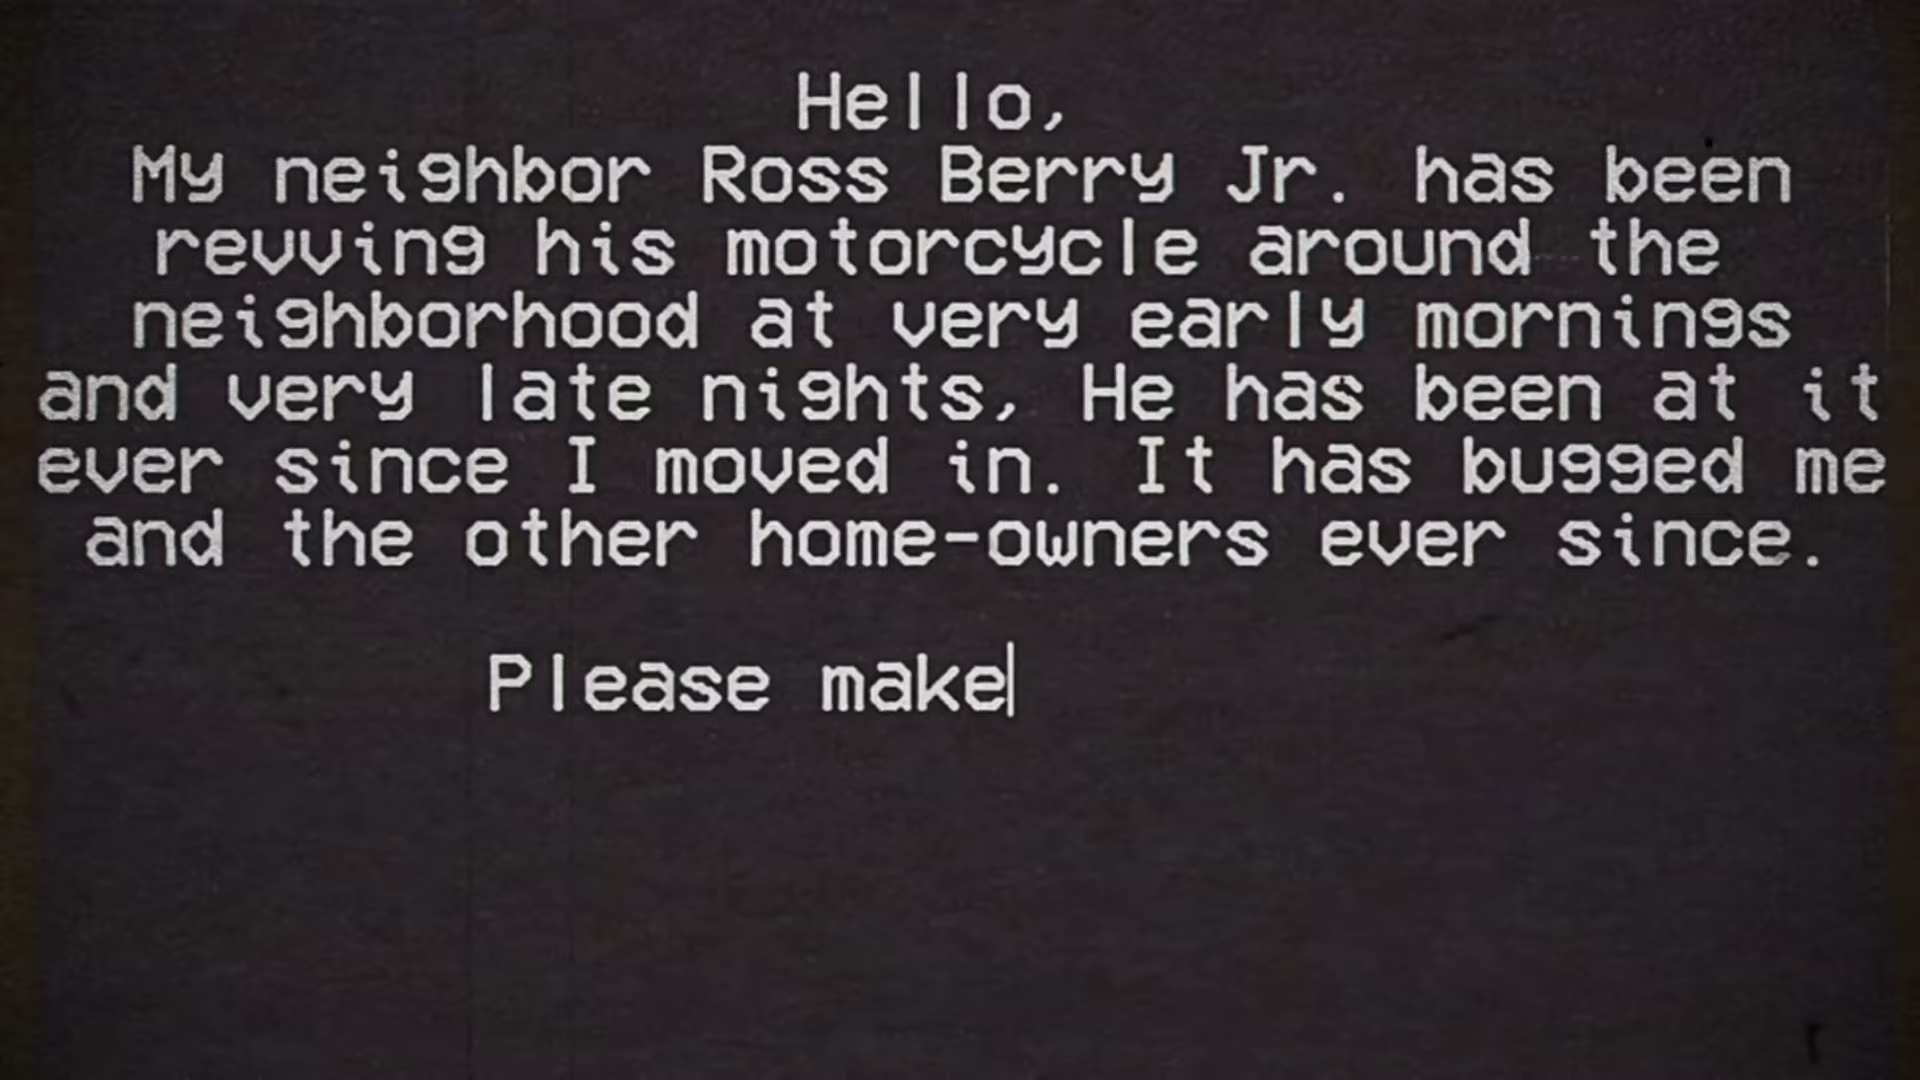 Hello,
My neighbor Ross Berry Jr. has been
revving his motorcycle around the
neighborhood at very early mornings
and very late nights, He has been at it
ever since I moved in. It has bugged me
and the other home-owners ever since.
Please make